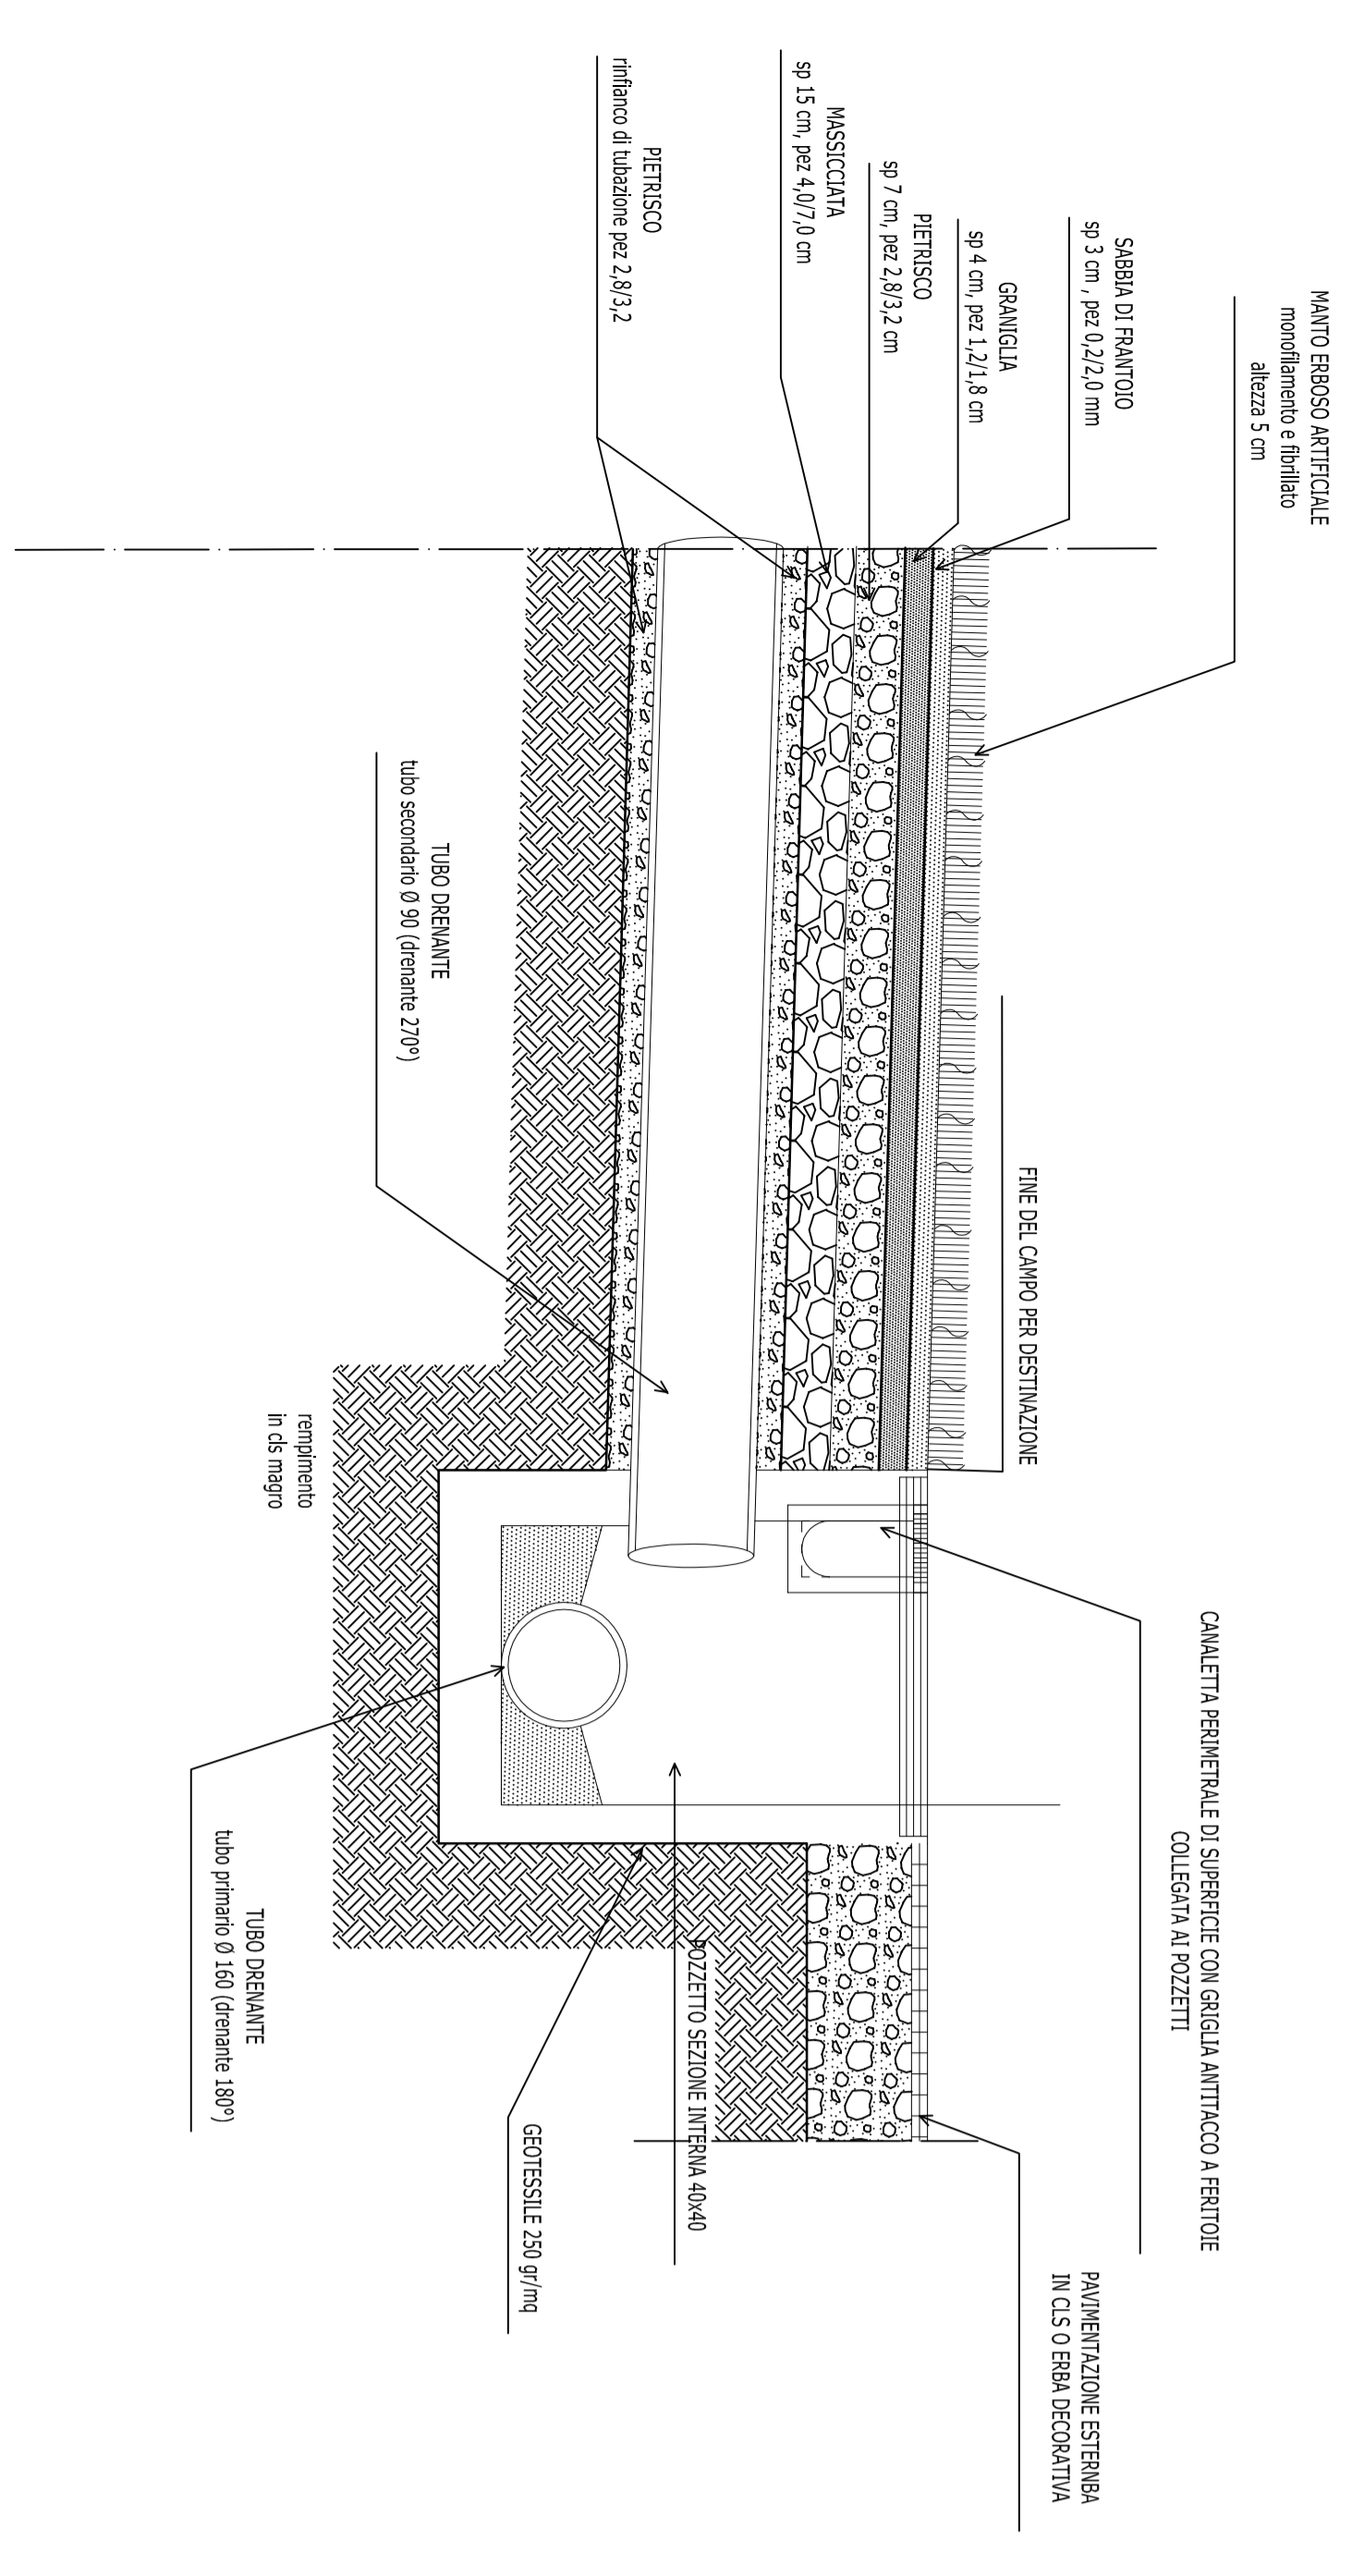 MANTO ERBOSO ARTIFICIALE
monofilamento e fibrillato
altezza 5 cm
SABBIA DI FRANTOIO
sp 3 cm , pez 0,2/2,0 mm
GRANIGLIA
sp 4 cm, pez 1,2/1,8 cm
PIETRISCO
sp 7 cm, pez 2,8/3,2 cm
MASSICCIATA
sp 15 cm, pez 4,0/7,0 cm
PIETRISCO
rinfianco di tubazione pez 2,8/3,2
FINE DEL CAMPO PER DESTINAZIONE
CANALETTA PERIMETRALE DI SUPERFICIE CON GRIGLIA ANTITACCO A FERITOIE
COLLEGATA AI POZZETTI
PAVIMENTAZIONE ESTERNBA
IN CLS O ERBA DECORATIVA
POZZETTO SEZIONE INTERNA 40x40
GEOTESSILE 250 gr/mq
TUBO DRENANTE
tubo secondario Ø 90 (drenante 270°)
rempimento
in cls magro
TUBO DRENANTE
tubo primario Ø 160 (drenante 180°)